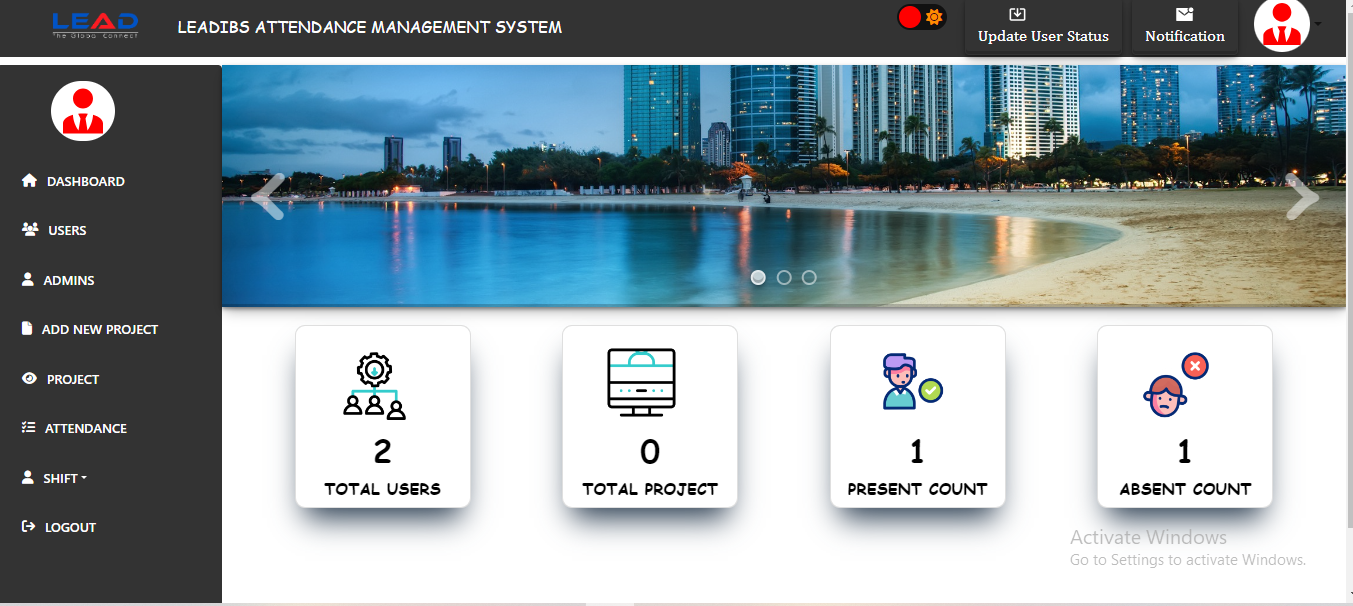 LEAD
The Global Connect
LEADIBS ATTENDANCE MANAGEMENT SYSTEM
Update User Status
Notification
DASHBOARD
USERS
ADMINS
ADD NEW PROJECT
PROJECT
ATTENDANCE
SHIFT
LOGOUT
2
TOTAL USERS
0
TOTAL PROJECT
1
PRESENT COUNT
1
ABSENT COUNT
Activate Windows
Go to Settings to activate Windows.